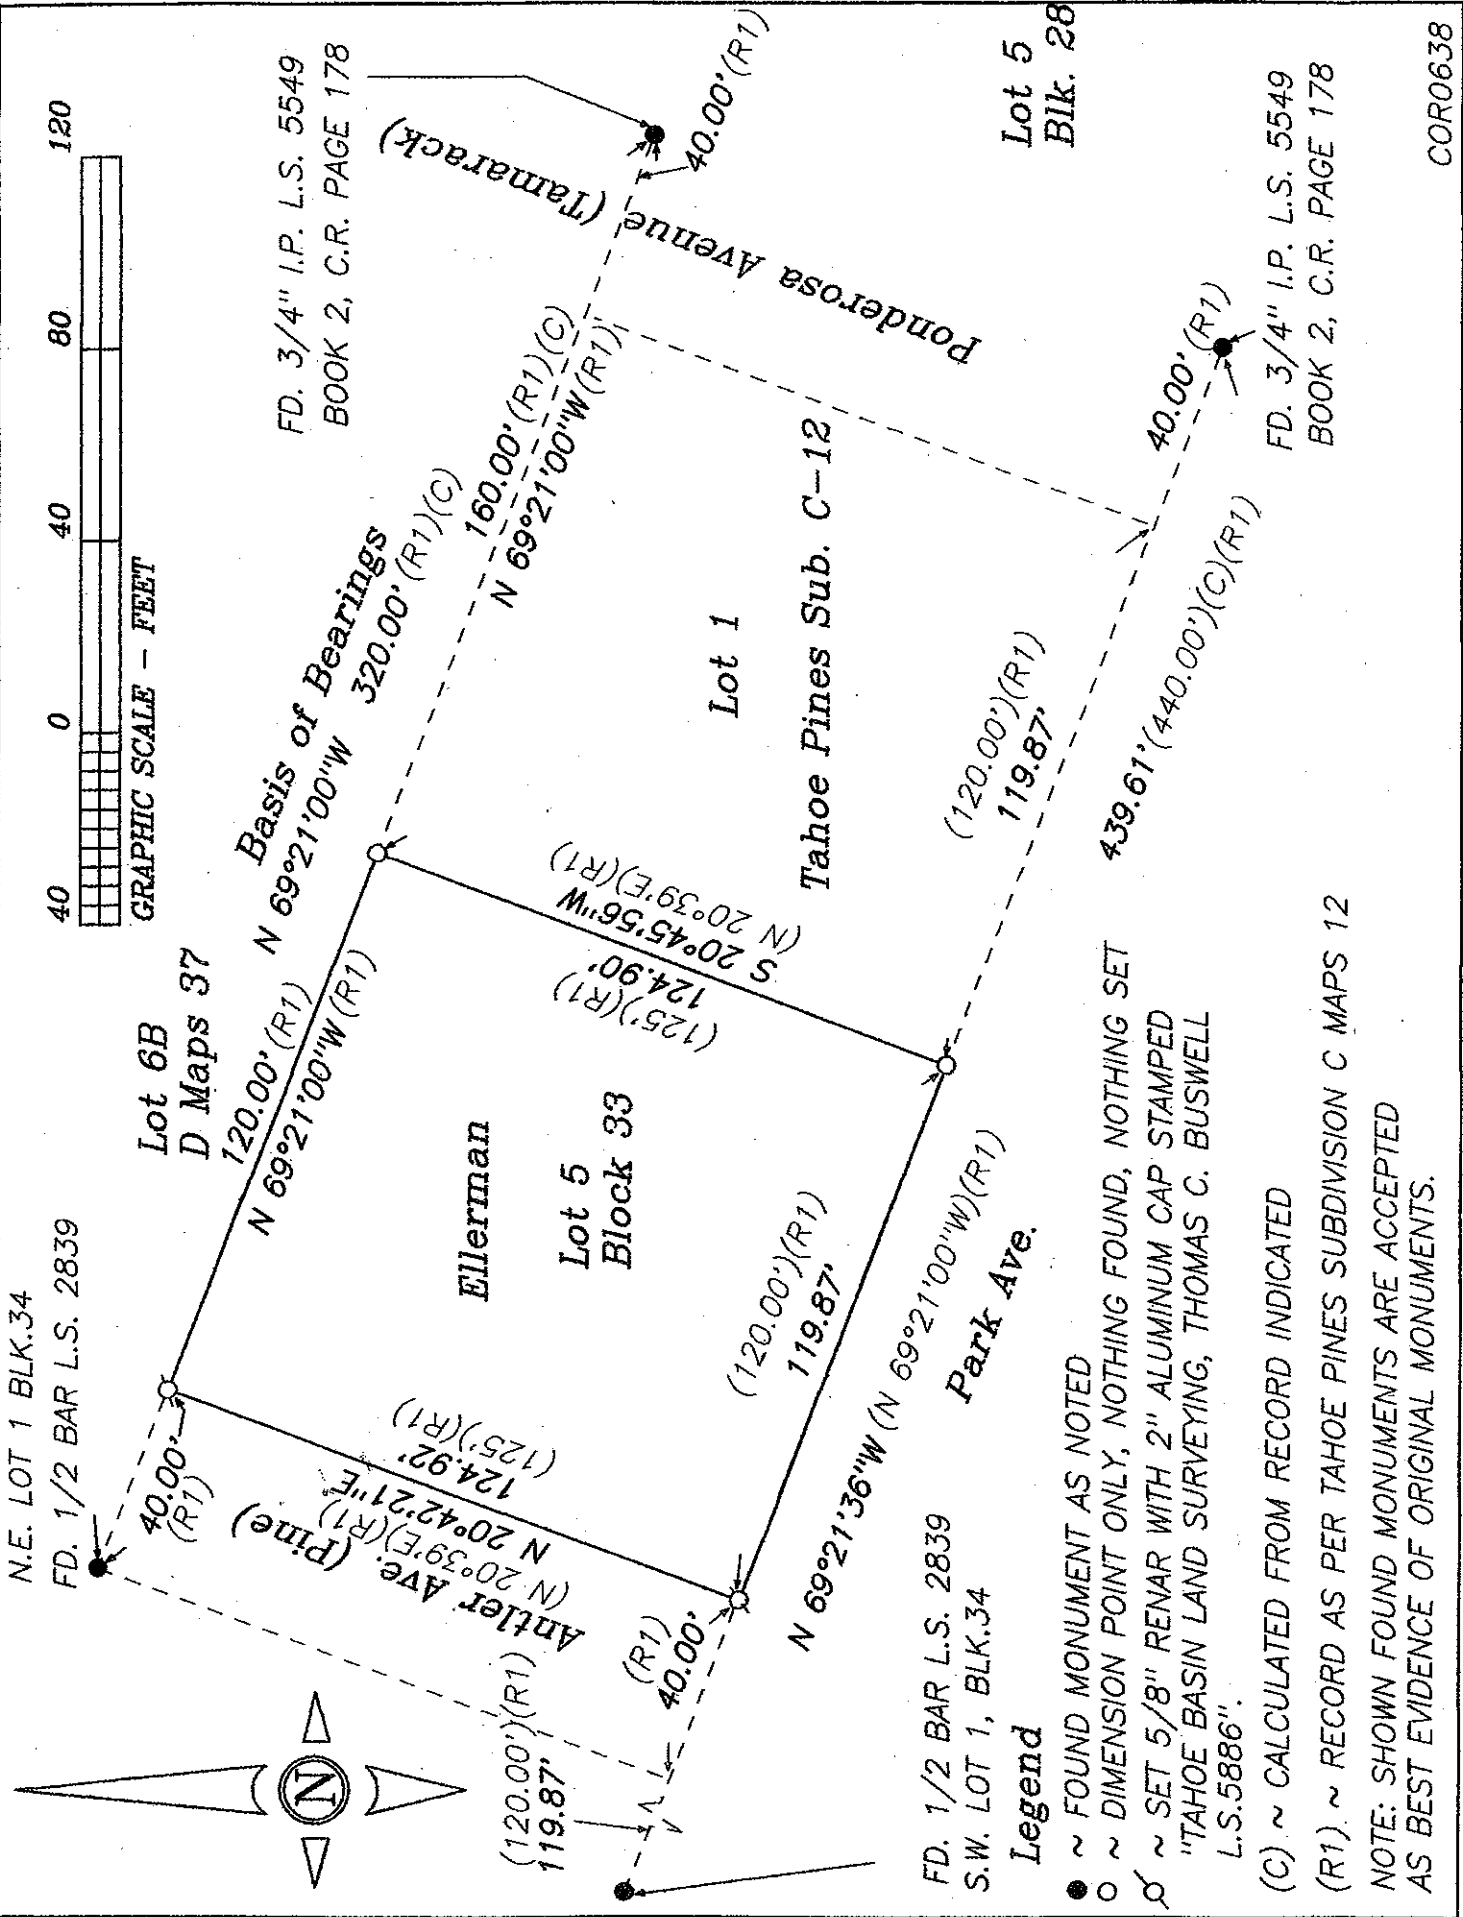 N.E. LOT 1 BLK.34
FD. 1/2 BAR L.S. 2839
40.00'
(R1)
Lot 6B
D Maps 37
120.00' (R1)
N 69°21'00"W (R1)
40 0 40 80 120
GRAPHIC SCALE - FEET
Basis of Bearings
N 69°21'00"W 320.00' (R1)(C)
160.00' (R1)(C)
N 69°21'00"W (R1)
FD. 3/4" I.P. L.S. 5549
BOOK 2, C.R. PAGE 178
40.00' (R1)
Ponderosa Avenue (Tamarack)
Lot 5
Blk. 28
N
Antler Ave. (Pine)
(N 20°39'E)(R1)
N 20°42'21"E
124.92'
(125')(R1)
Ellerman
Lot 5
Block 33
(125')(R1)
124.90'
S 20°45'56"W
(N 20°39'E)(R1)
Lot 1
Tahoe Pines Sub. C-12
(120.00')(R1)
119.87'
(R1)
40.00'
(120.00')(R1)
119.87'
(120.00')(R1)
119.87'
40.00' (R1)
N 69°21'36"W (N 69°21'00"W)(R1)
439.61' (440.00')(C)(R1)
Park Ave.
FD. 3/4" I.P. L.S. 5549
BOOK 2, C.R. PAGE 178
FD. 1/2 BAR L.S. 2839
S.W. LOT 1, BLK.34
Legend
● ~ FOUND MONUMENT AS NOTED
○ ~ DIMENSION POINT ONLY, NOTHING FOUND, NOTHING SET
~ SET 5/8" RENAR WITH 2" ALUMINUM CAP STAMPED
"TAHOE BASIN LAND SURVEYING, THOMAS C. BUSWELL
L.S.5886".
(C) ~ CALCULATED FROM RECORD INDICATED
(R1) ~ RECORD AS PER TAHOE PINES SUBDIVISION C MAPS 12
NOTE: SHOWN FOUND MONUMENTS ARE ACCEPTED
AS BEST EVIDENCE OF ORIGINAL MONUMENTS.
COR0638